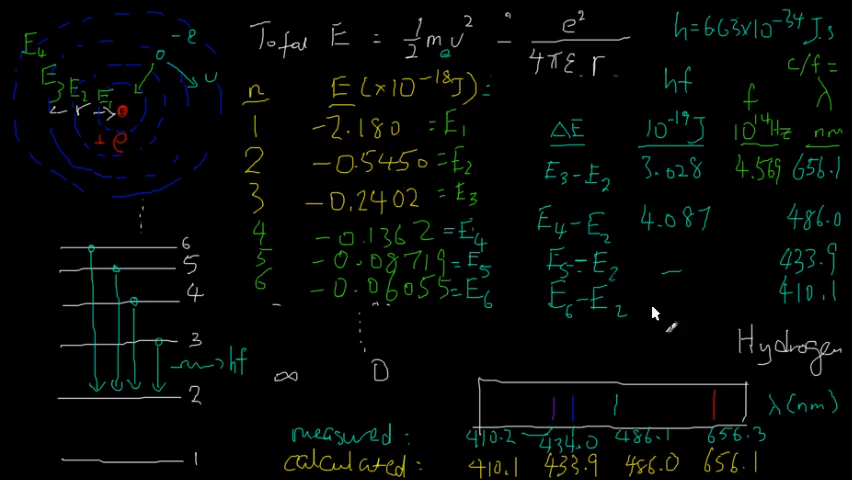 Total E = 1/2 mₑv² - e²/4πε.r
h=6.63×10⁻³⁴J.s
E₄
E₃
E₂
E₁
-e
υ
r
+e
n E(×10⁻¹⁸J):
1 -2.180 =E₁
2 -0.5450=E₂
3 -0.2402=E₃
4 -0.1362=E₄
5 -0.08719=E₅
6 -0.06055=E₆
∞ 0
c/f=
hf f λ
ΔE 10⁻¹⁹J 10¹⁴Hz nm
E₃-E₂ 3.028 4.569 656.1
E₄-E₂ 4.087 486.0
E₅-E₂ — 433.9
E₆-E₂ 410.1
6
5
4
3
hf
2
1
Hydrogen
λ(nm)
measured: 410.2 434.0 486.1 656.3
calculated: 410.1 433.9 486.0 656.1